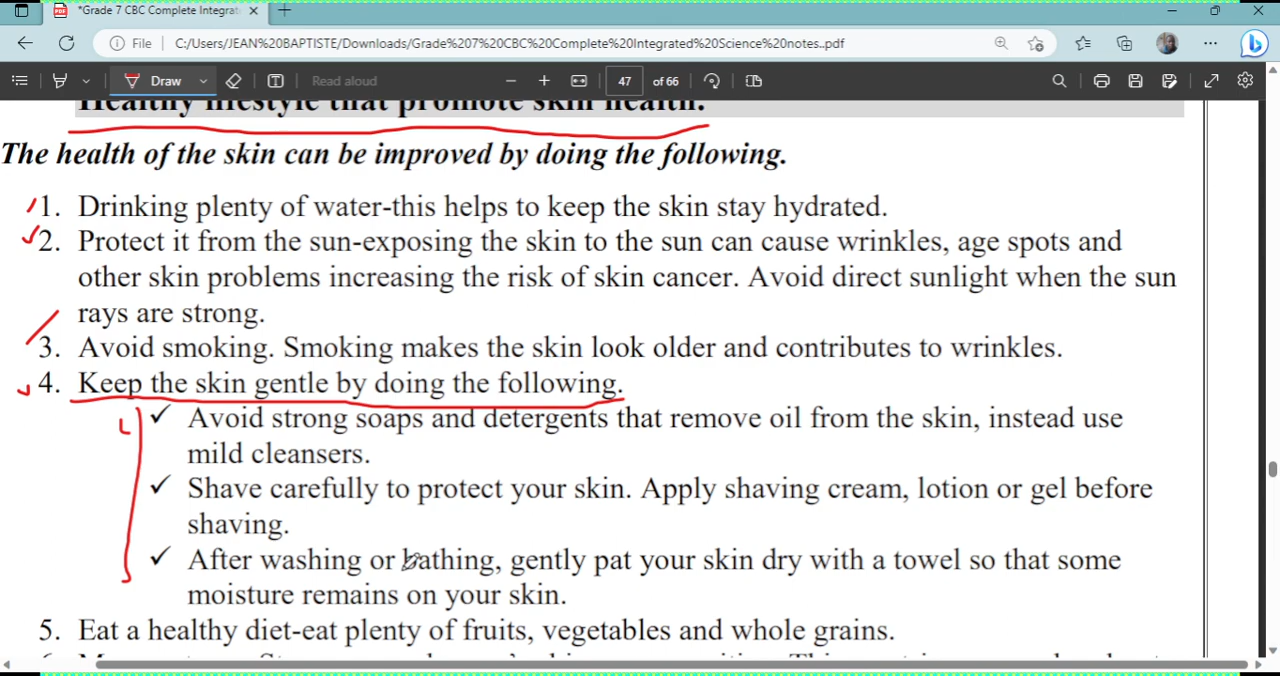 *Grade 7 CBC Complete Integra
File C:/Users/JEAN%20BAPTISTE/Downloads/Grade%207%20CBC%20Complete%20Integrated%20Science%20notes..pdf
Draw Read aloud 47 of 66
Healthy lifestyle that promote skin health.
The health of the skin can be improved by doing the following.
1. Drinking plenty of water-this helps to keep the skin stay hydrated.
2. Protect it from the sun-exposing the skin to the sun can cause wrinkles, age spots and
other skin problems increasing the risk of skin cancer. Avoid direct sunlight when the sun
rays are strong.
3. Avoid smoking. Smoking makes the skin look older and contributes to wrinkles.
4. Keep the skin gentle by doing the following.
✓ Avoid strong soaps and detergents that remove oil from the skin, instead use
mild cleansers.
✓ Shave carefully to protect your skin. Apply shaving cream, lotion or gel before
shaving.
✓ After washing or bathing, gently pat your skin dry with a towel so that some
moisture remains on your skin.
5. Eat a healthy diet-eat plenty of fruits, vegetables and whole grains.